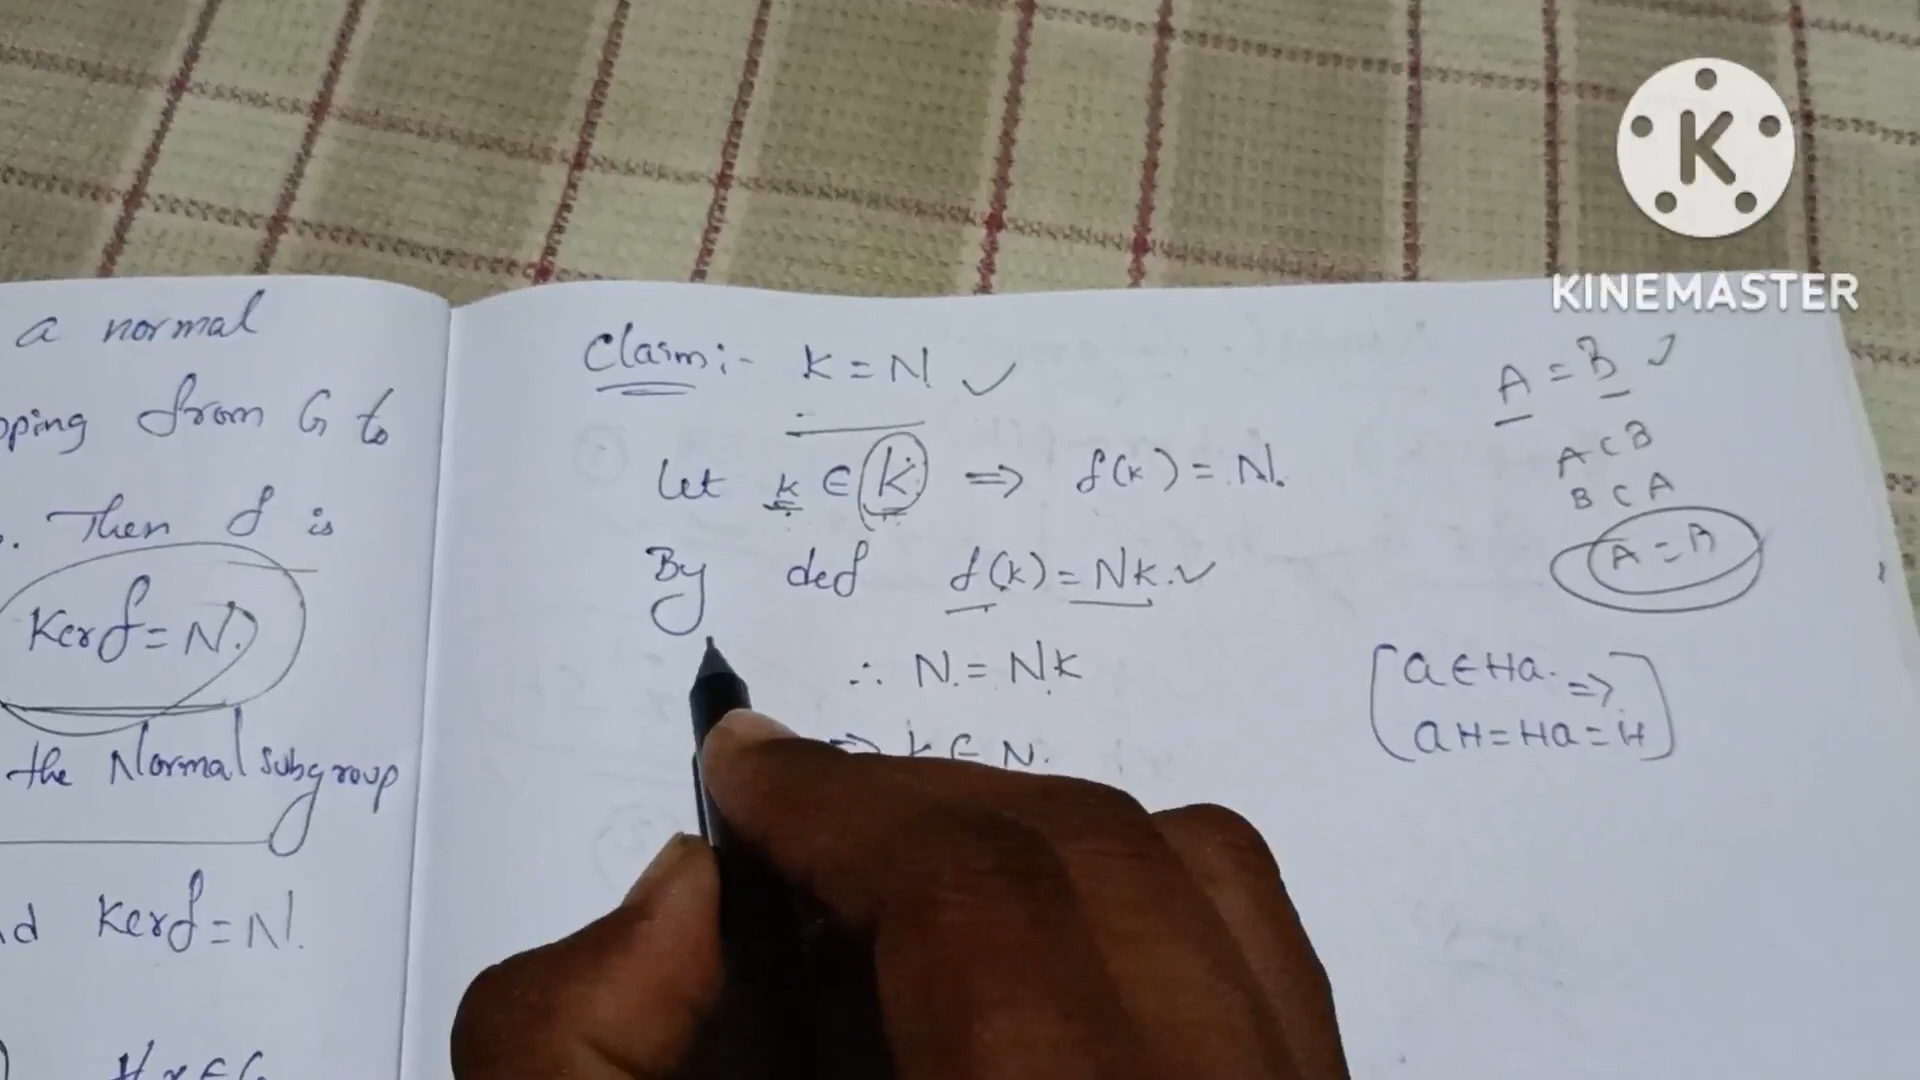 a normal
pping from G to
. Then f is
Kerf = N.
the Normal subgroup
nd Kerf = N.
∀ x ∈ G
Claim :- K = N ✓
Let k ∈ K ⇒ f(k) = N.
By def f(k) = Nk. ✓
∴ N = Nk
⇒ k ∈ N.
A = B ✓
A ⊂ B
B ⊂ A
A = B
[a ∈ Ha. ⇒
aH = Ha = H]
K
KINEMASTER